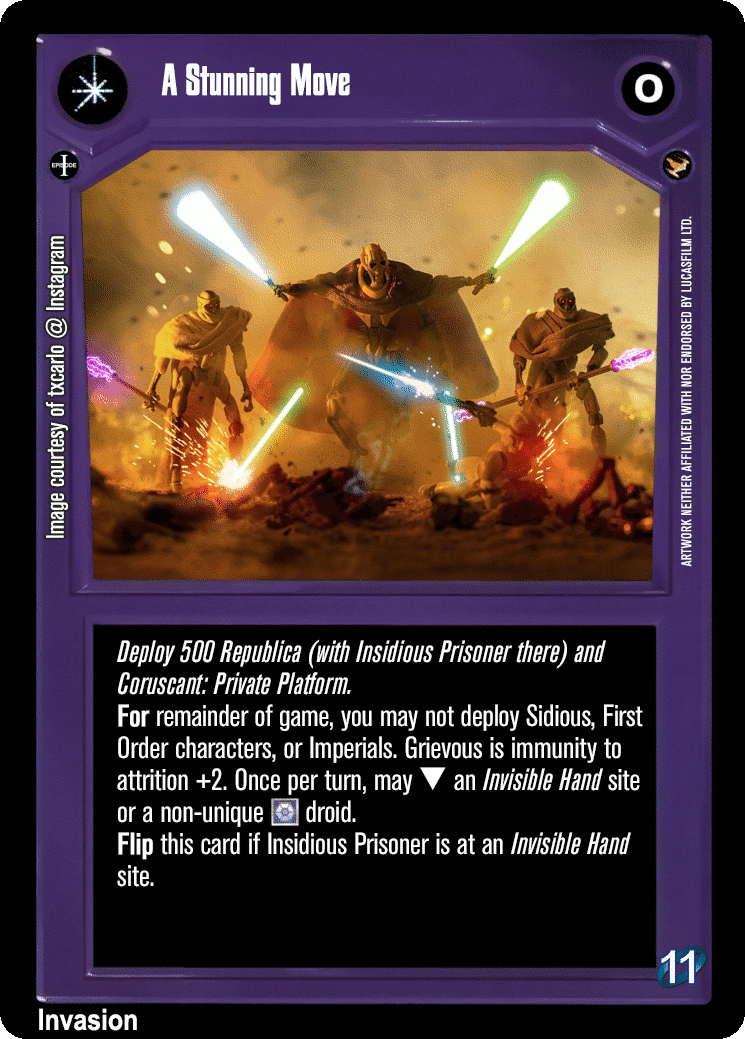 A Stunning Move
O
EPISODE
I
Image courtesy of txcarlo @ Instagram
ARTWORK NEITHER AFFILIATED WITH NOR ENDORSED BY LUCASFILM LTD.
Deploy 500 Republica (with Insidious Prisoner there) and
Coruscant: Private Platform.
For remainder of game, you may not deploy Sidious, First
Order characters, or Imperials. Grievous is immunity to
attrition +2. Once per turn, may ▼ an Invisible Hand site
or a non-unique droid.
Flip this card if Insidious Prisoner is at an Invisible Hand
site.
11
Invasion